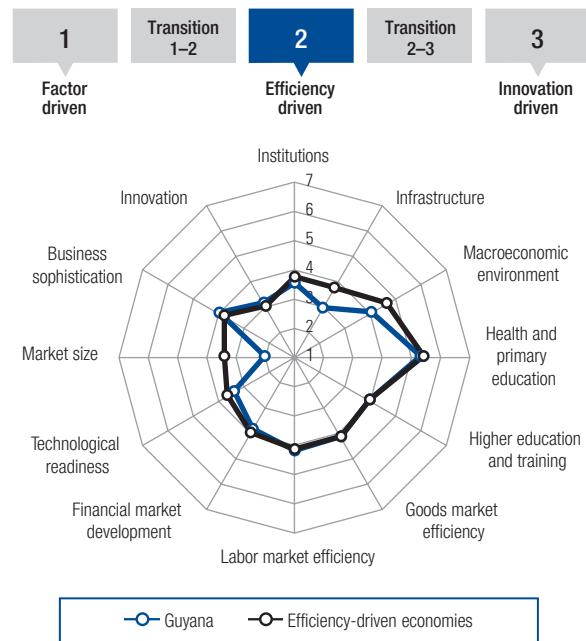 1
Transition
1–2
2
Transition
2–3
3
Factor
driven
Efficiency
driven
Innovation
driven
Institutions
Infrastructure
Macroeconomic
environment
Health and
primary
education
Higher education
and training
Goods market
efficiency
Labor market efficiency
Financial market
development
Technological
readiness
Market size
Business
sophistication
Innovation
7
6
5
4
3
2
1
Guyana
Efficiency-driven economies